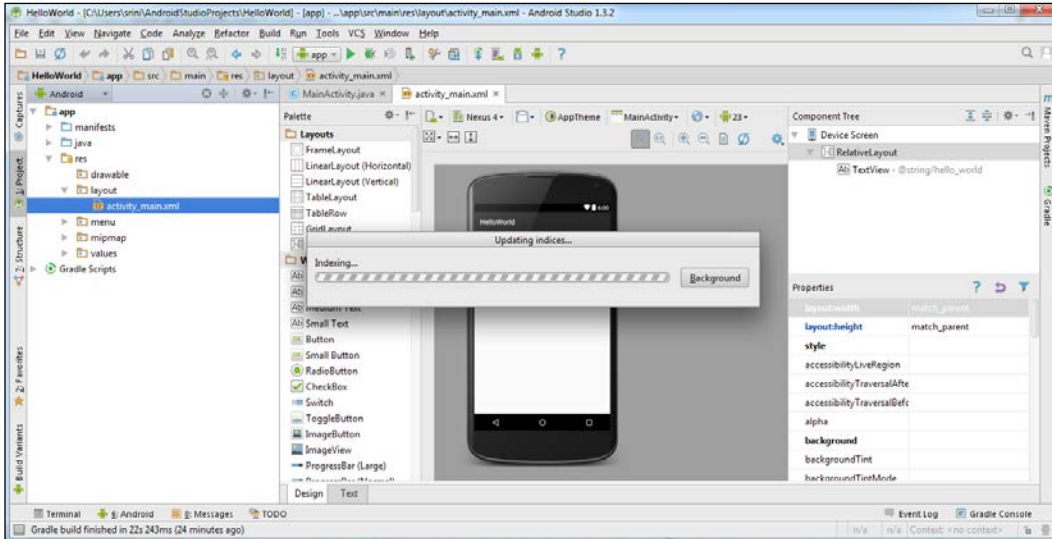 HelloWorld - [C:\Users\srini\AndroidStudioProjects\HelloWorld] - [app] - ...\app\src\main\res\layout\activity_main.xml - Android Studio 1.3.2
File Edit View Navigate Code Analyze Refactor Build Run Tools VCS Window Help
app
HelloWorld app src main res layout activity_main.xml
Android
MainActivity.java
activity_main.xml
Captures
1: Project
7: Structure
2: Favorites
Build Variants
app
manifests
java
res
drawable
layout
activity_main.xml
menu
mipmap
values
Gradle Scripts
Palette
Layouts
FrameLayout
LinearLayout (Horizontal)
LinearLayout (Vertical)
TableLayout
TableRow
GridLayout
Medium Text
Small Text
Button
Small Button
RadioButton
CheckBox
Switch
ToggleButton
ImageButton
ImageView
ProgressBar (Large)
Design Text
Nexus 4 AppTheme MainActivity 23
6:00
HelloWorld
Updating indices...
Indexing...
Background
Component Tree
Device Screen
RelativeLayout
TextView - @string/hello_world
Properties
layout:width match_parent
layout:height match_parent
style
accessibilityLiveRegion
accessibilityTraversalAfte
accessibilityTraversalBefc
alpha
background
backgroundTint
backgroundTintMode
Maven Projects
Gradle
Terminal 6: Android 0: Messages TODO
Event Log Gradle Console
Gradle build finished in 22s 243ms (24 minutes ago)
n/a n/a Context: <no context>